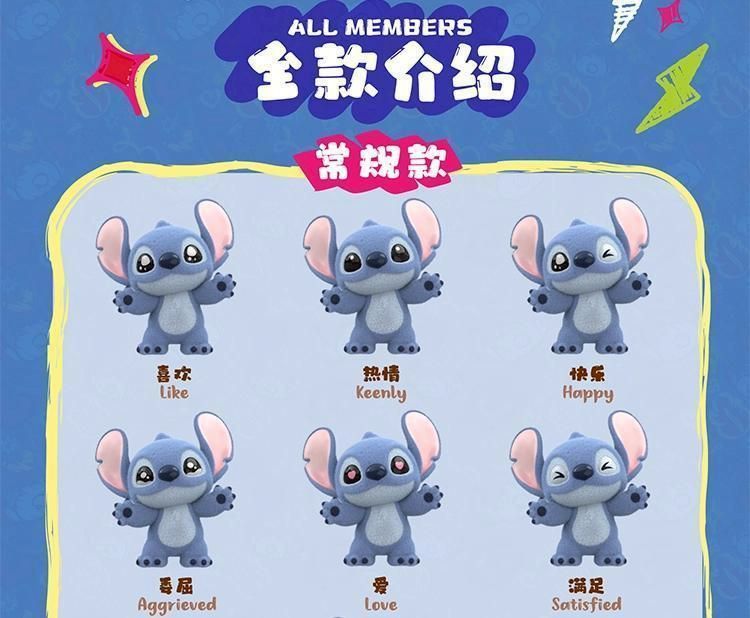 ALL MEMBERS
全款介绍
常规款
喜欢 热情 快乐
Like Keenly Happy
委屈 爱 满足
Aggrieved Love Satisfied